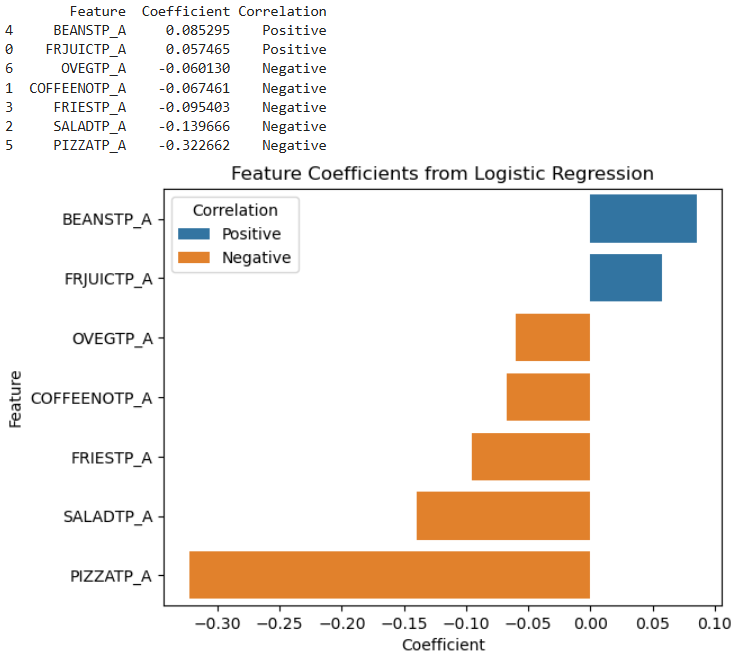 Feature Coefficient Correlation
4 BEANSTP_A 0.085295 Positive
0 FRJUICTP_A 0.057465 Positive
6 OVEGTP_A -0.060130 Negative
1 COFFEENOTP_A -0.067461 Negative
3 FRIESTP_A -0.095403 Negative
2 SALADTP_A -0.139666 Negative
5 PIZZATP_A -0.322662 Negative
Feature Coefficients from Logistic Regression
Correlation
Positive
Negative
BEANSTP_A
FRJUICTP_A
OVEGTP_A
COFFEENOTP_A
FRIESTP_A
SALADTP_A
PIZZATP_A
Feature
−0.30 −0.25 −0.20 −0.15 −0.10 −0.05 0.00 0.05 0.10
Coefficient